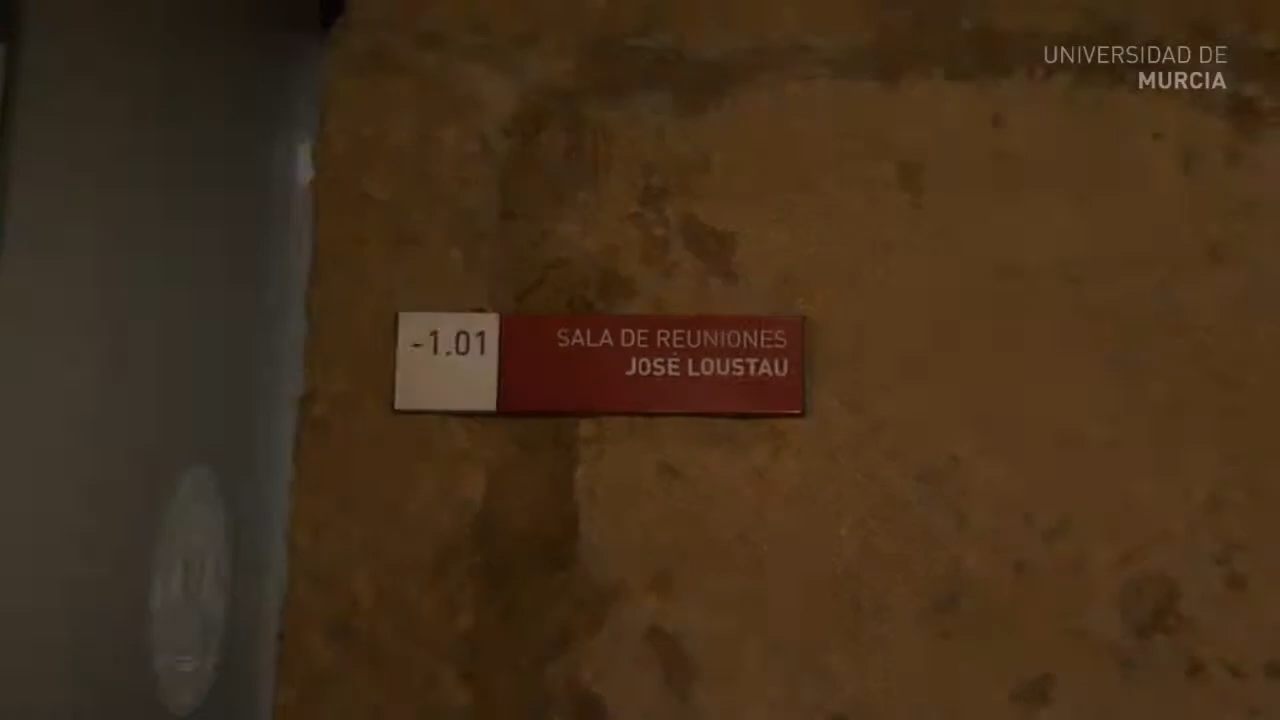 UNIVERSIDAD DE
MURCIA
-1.01
SALA DE REUNIONES
JOSÉ LOUSTAU